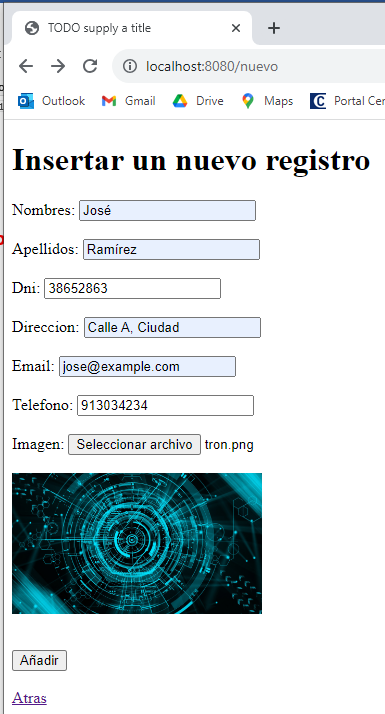 TODO supply a title
localhost:8080/nuevo
Outlook Gmail Drive Maps Portal Cer
Insertar un nuevo registro
Nombres: José
Apellidos: Ramírez
Dni: 38652863
Direccion: Calle A, Ciudad
Email: jose@example.com
Telefono: 913034234
Imagen: Seleccionar archivo tron.png
Añadir
Atras